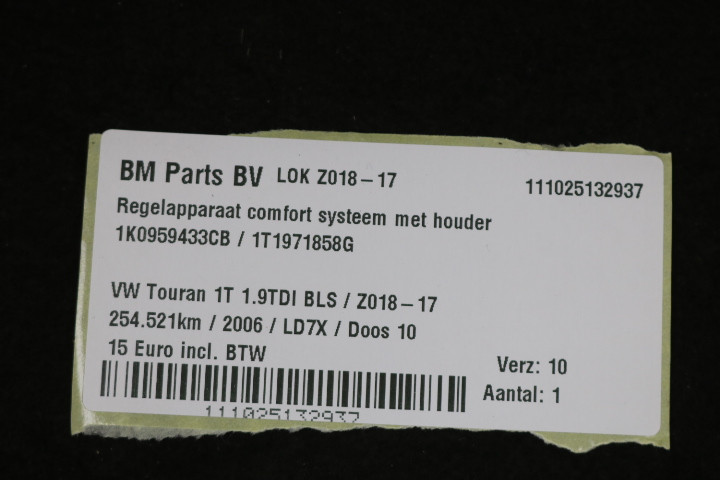 BM Parts BV LOK Z018-17 111025132937
Regelapparaat comfort systeem met houder
1K0959433CB / 1T1971858G
VW Touran 1T 1.9TDI BLS / Z018-17
254.521km / 2006 / LD7X / Doos 10
15 Euro incl. BTW
Verz: 10
Aantal: 1
111025132937